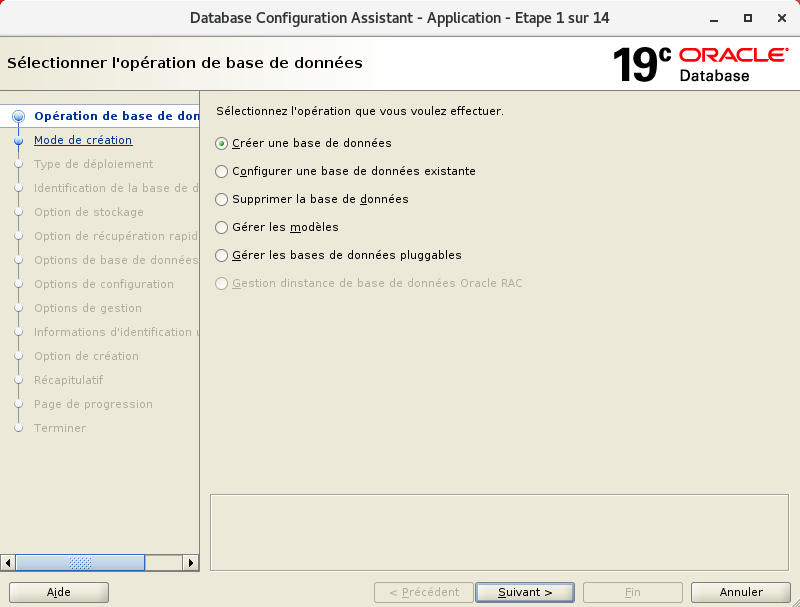 Database Configuration Assistant - Application - Etape 1 sur 14
Sélectionner l'opération de base de données
19c ORACLE
Database
Opération de base de don
Mode de création
Type de déploiement
Identification de la base de d
Option de stockage
Option de récupération rapid
Options de base de données
Options de configuration
Options de gestion
Informations d'identification u
Option de création
Récapitulatif
Page de progression
Terminer
Sélectionnez l'opération que vous voulez effectuer.
Créer une base de données
Configurer une base de données existante
Supprimer la base de données
Gérer les modèles
Gérer les bases de données pluggables
Gestion dinstance de base de données Oracle RAC
Aide
< Précédent
Suivant >
Fin
Annuler